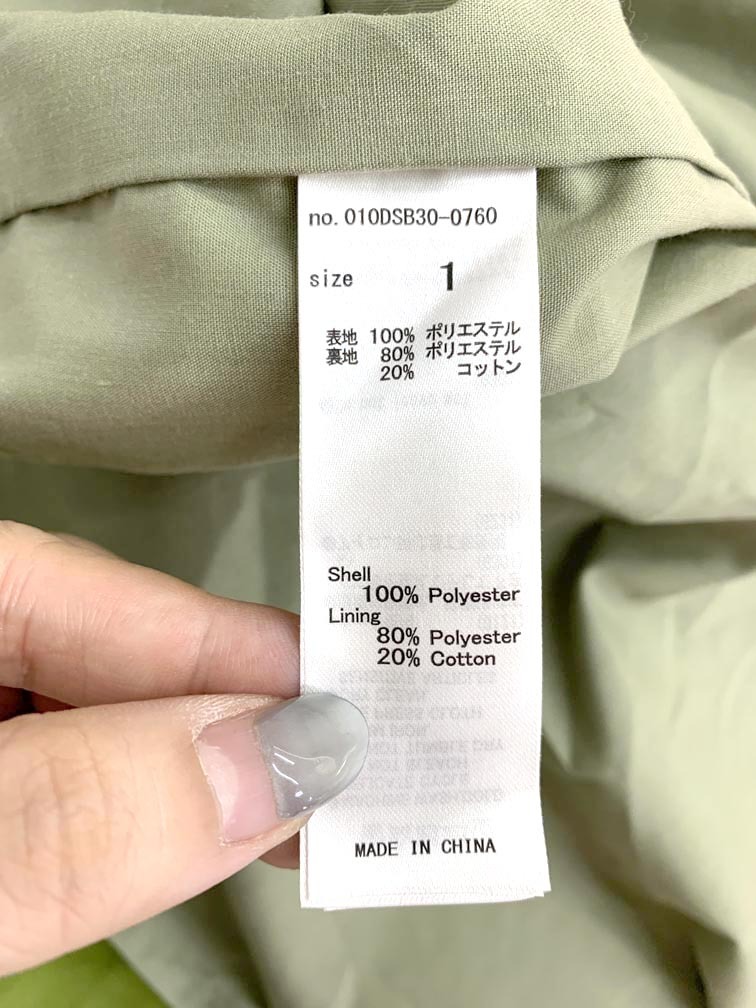 no. 010DSB30-0760
size 1
表地 100% ポリエステル
裏地 80% ポリエステル
20% コットン
Shell
100% Polyester
Lining
80% Polyester
20% Cotton
MADE IN CHINA